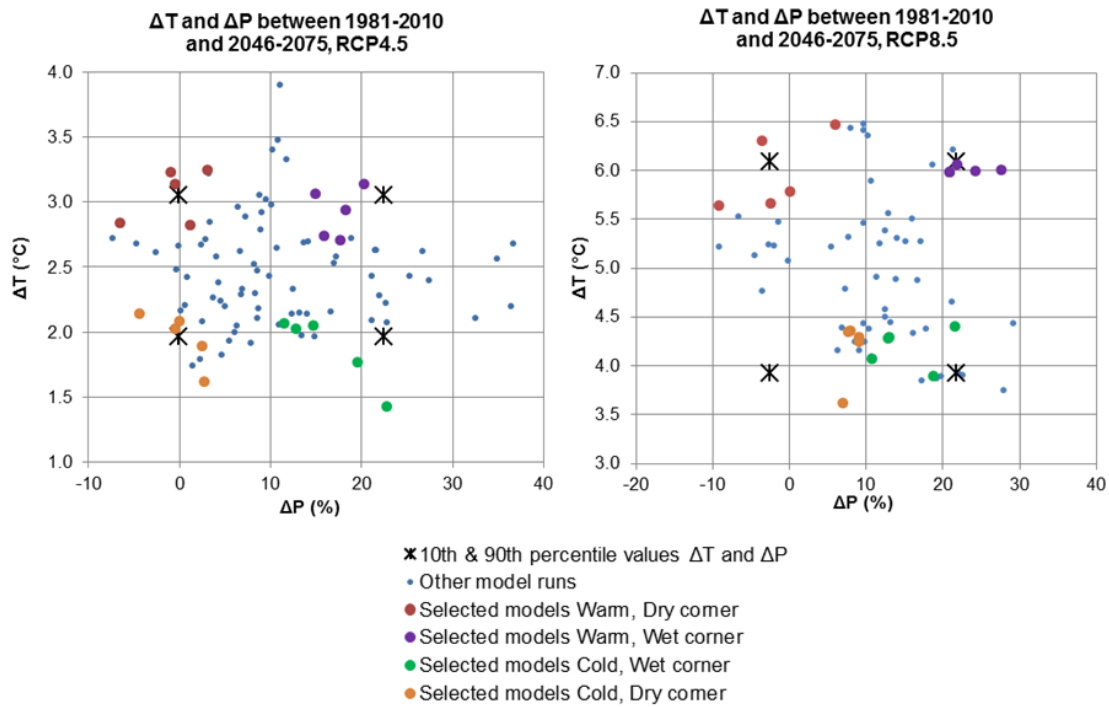 ΔT and ΔP between 1981-2010
and 2046-2075, RCP4.5
4.0
3.5
3.0
2.5
2.0
1.5
1.0
ΔT (°C)
-10
0
10
20
30
40
ΔP (%)
ΔT and ΔP between 1981-2010
and 2046-2075, RCP8.5
7.0
6.5
6.0
5.5
5.0
4.5
4.0
3.5
3.0
ΔT (°C)
-20
-10
0
10
20
30
40
ΔP (%)
10th & 90th percentile values ΔT and ΔP
Other model runs
Selected models Warm, Dry corner
Selected models Warm, Wet corner
Selected models Cold, Wet corner
Selected models Cold, Dry corner